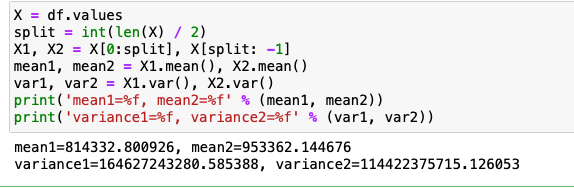 X = df.values
split = int(len(X) / 2)
X1, X2 = X[0:split], X[split: -1]
mean1, mean2 = X1.mean(), X2.mean()
var1, var2 = X1.var(), X2.var()
print('mean1=%f, mean2=%f' % (mean1, mean2))
print('variance1=%f, variance2=%f' % (var1, var2))
mean1=814332.800926, mean2=953362.144676
variance1=164627243280.585388, variance2=114422375715.126053